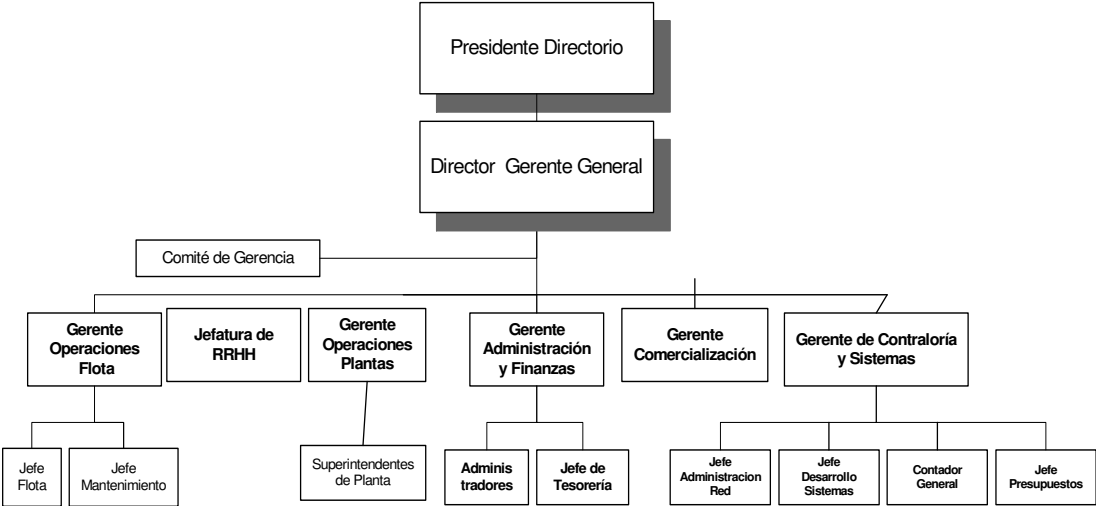 Presidente Directorio
Director Gerente General
Comité de Gerencia
Gerente
Operaciones
Flota
Jefatura de
RRHH
Gerente
Operaciones
Plantas
Gerente
Administración
y Finanzas
Gerente
Comercialización
Gerente de Contraloría
y Sistemas
Jefe
Flota
Jefe
Mantenimiento
Superintendentes
de Planta
Adminis
tradores
Jefe de
Tesorería
Jefe
Administracion
Red
Jefe
Desarrollo
Sistemas
Contador
General
Jefe
Presupuestos